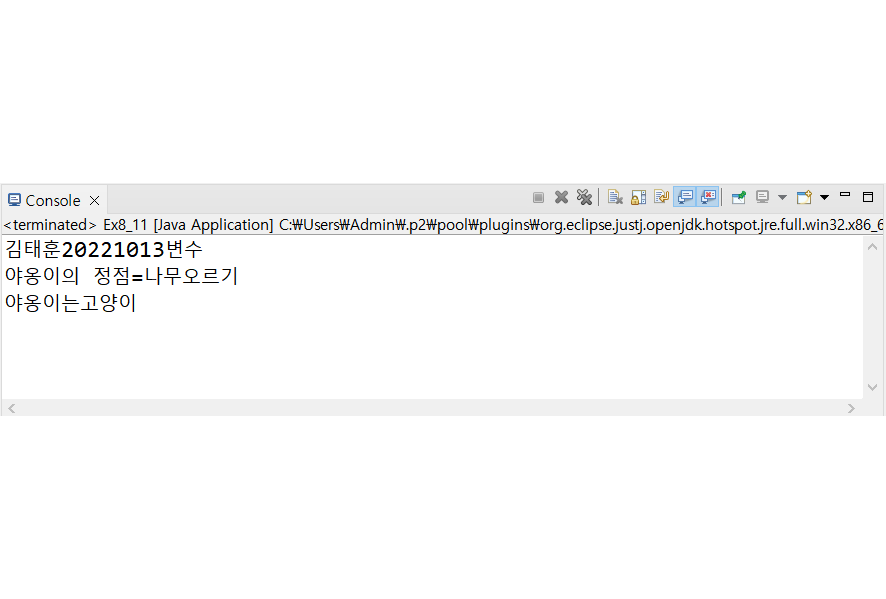 Console
<terminated> Ex8_11 [Java Application] C:\Users\Admin\.p2\pool\plugins\org.eclipse.justj.openjdk.hotspot.jre.full.win32.x86_6
김태훈20221013변수
야옹이의 정점=나무오르기
야옹이는고양이